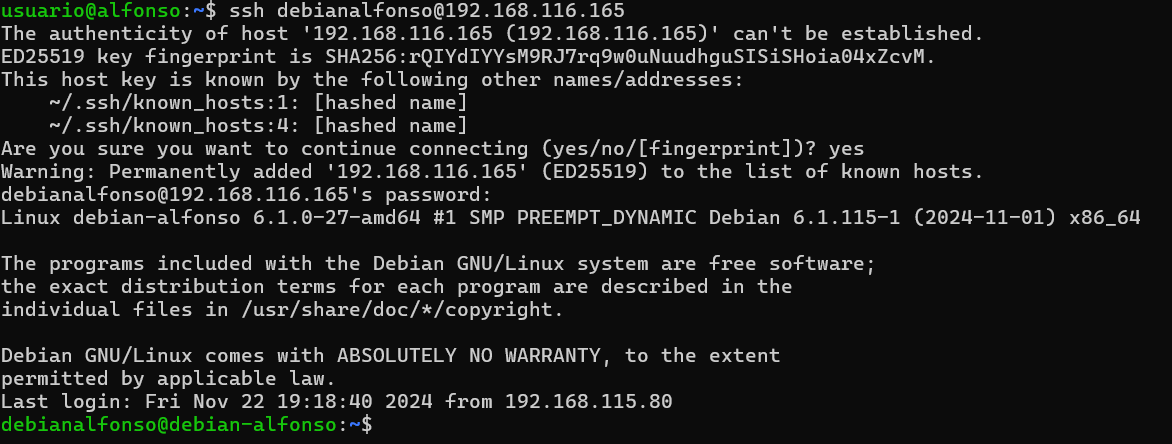 usuario@alfonso:~$ ssh debianalfonso@192.168.116.165
The authenticity of host '192.168.116.165 (192.168.116.165)' can't be established.
ED25519 key fingerprint is SHA256:rQIYdIYYsM9RJ7rq9w0uNuudhguSISiSHoia04xZcvM.
This host key is known by the following other names/addresses:
    ~/.ssh/known_hosts:1: [hashed name]
    ~/.ssh/known_hosts:4: [hashed name]
Are you sure you want to continue connecting (yes/no/[fingerprint])? yes
Warning: Permanently added '192.168.116.165' (ED25519) to the list of known hosts.
debianalfonso@192.168.116.165's password:
Linux debian-alfonso 6.1.0-27-amd64 #1 SMP PREEMPT_DYNAMIC Debian 6.1.115-1 (2024-11-01) x86_64

The programs included with the Debian GNU/Linux system are free software;
the exact distribution terms for each program are described in the
individual files in /usr/share/doc/*/copyright.

Debian GNU/Linux comes with ABSOLUTELY NO WARRANTY, to the extent
permitted by applicable law.
Last login: Fri Nov 22 19:18:40 2024 from 192.168.115.80
debianalfonso@debian-alfonso:~$